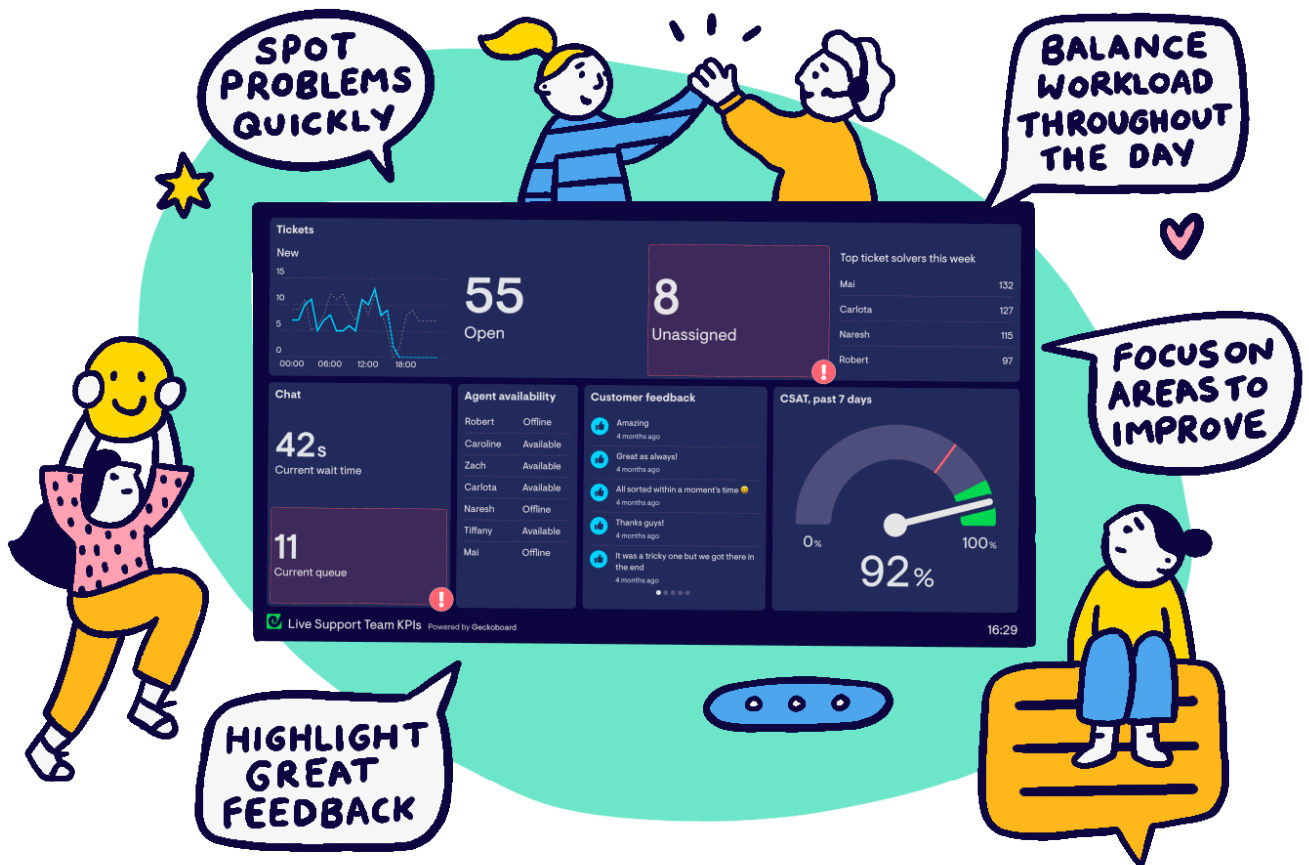 SPOT
PROBLEMS
QUICKLY
BALANCE
WORKLOAD
THROUGHOUT
THE DAY
Tickets
New
15
10
5
0
00:00 06:00 12:00 18:00
55
Open
8
Unassigned
!
Top ticket solvers this week
Mai 132
Carlota 127
Naresh 115
Robert 97
FOCUS ON
AREAS TO
IMPROVE
Chat
42s
Current wait time
11
Current queue
!
Agent availability
Robert Offline
Caroline Available
Zach Available
Carlota Available
Naresh Offline
Tiffany Available
Mai Offline
Customer feedback
Amazing
4 months ago
Great as always!
4 months ago
All sorted within a moment's time 😀
4 months ago
Thanks guys!
4 months ago
It was a tricky one but we got there in
the end
4 months ago
CSAT, past 7 days
0% 100%
92%
Live Support Team KPIs Powered by Geckoboard
16:29
HIGHLIGHT
GREAT
FEEDBACK